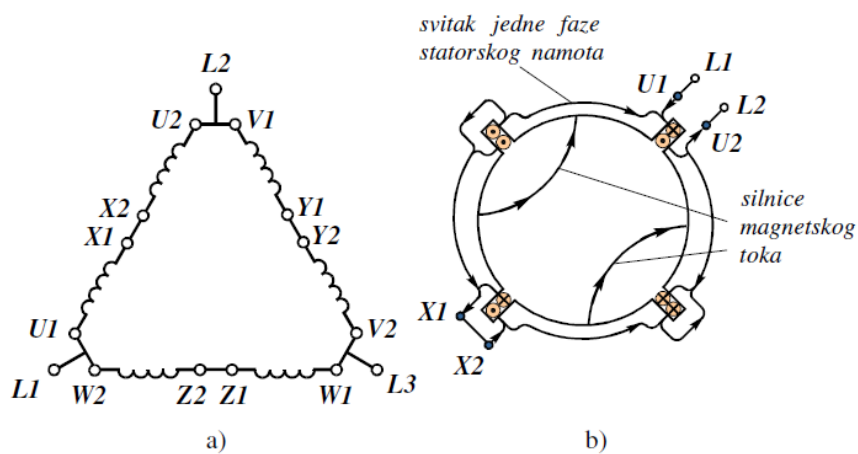 L2
U2
V1
X2
X1
Y1
Y2
U1
V2
L1
W2
Z2
Z1
W1
L3
a)
svitak jedne faze
statorskog namota
L1
U1
L2
U2
silnice
magnetskog
toka
X1
X2
b)